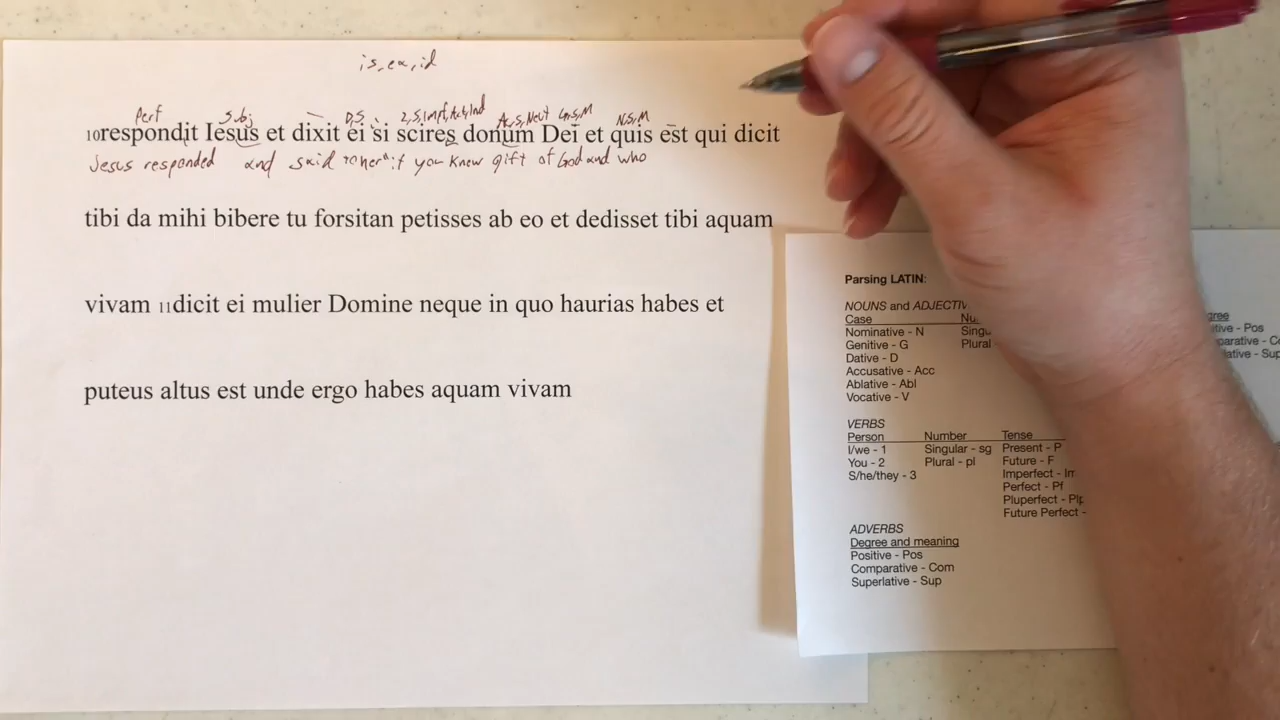 is, ea, id
Perf Subj D,S 2,S,Impf,Act,Ind Ac,S,Neut Gn,S,M N,S,M
10respondit Iesus et dixit ei si scires donum Dei et quis est qui dicit
Jesus responded and said "to her": if you knew gift of God and who
tibi da mihi bibere tu forsitan petisses ab eo et dedisset tibi aquam
vivam 11dicit ei mulier Domine neque in quo haurias habes et
puteus altus est unde ergo habes aquam vivam
Parsing LATIN:
NOUNS and
Case
Nominative - N
Genitive - G Plural -
Dative - D
Accusative - Acc
Ablative - Abl
Vocative - V
VERBS
Person Number Tense
I/we - 1 Singular - sg Present - P
You - 2 Plural - pl Future - F
S/he/they - 3 Imperfect -
Perfect - Pf
Pluperfect -
Future Perfect -
ADVERBS
Degree and meaning
Positive - Pos
Comparative - Com
Superlative - Sup
- Pos